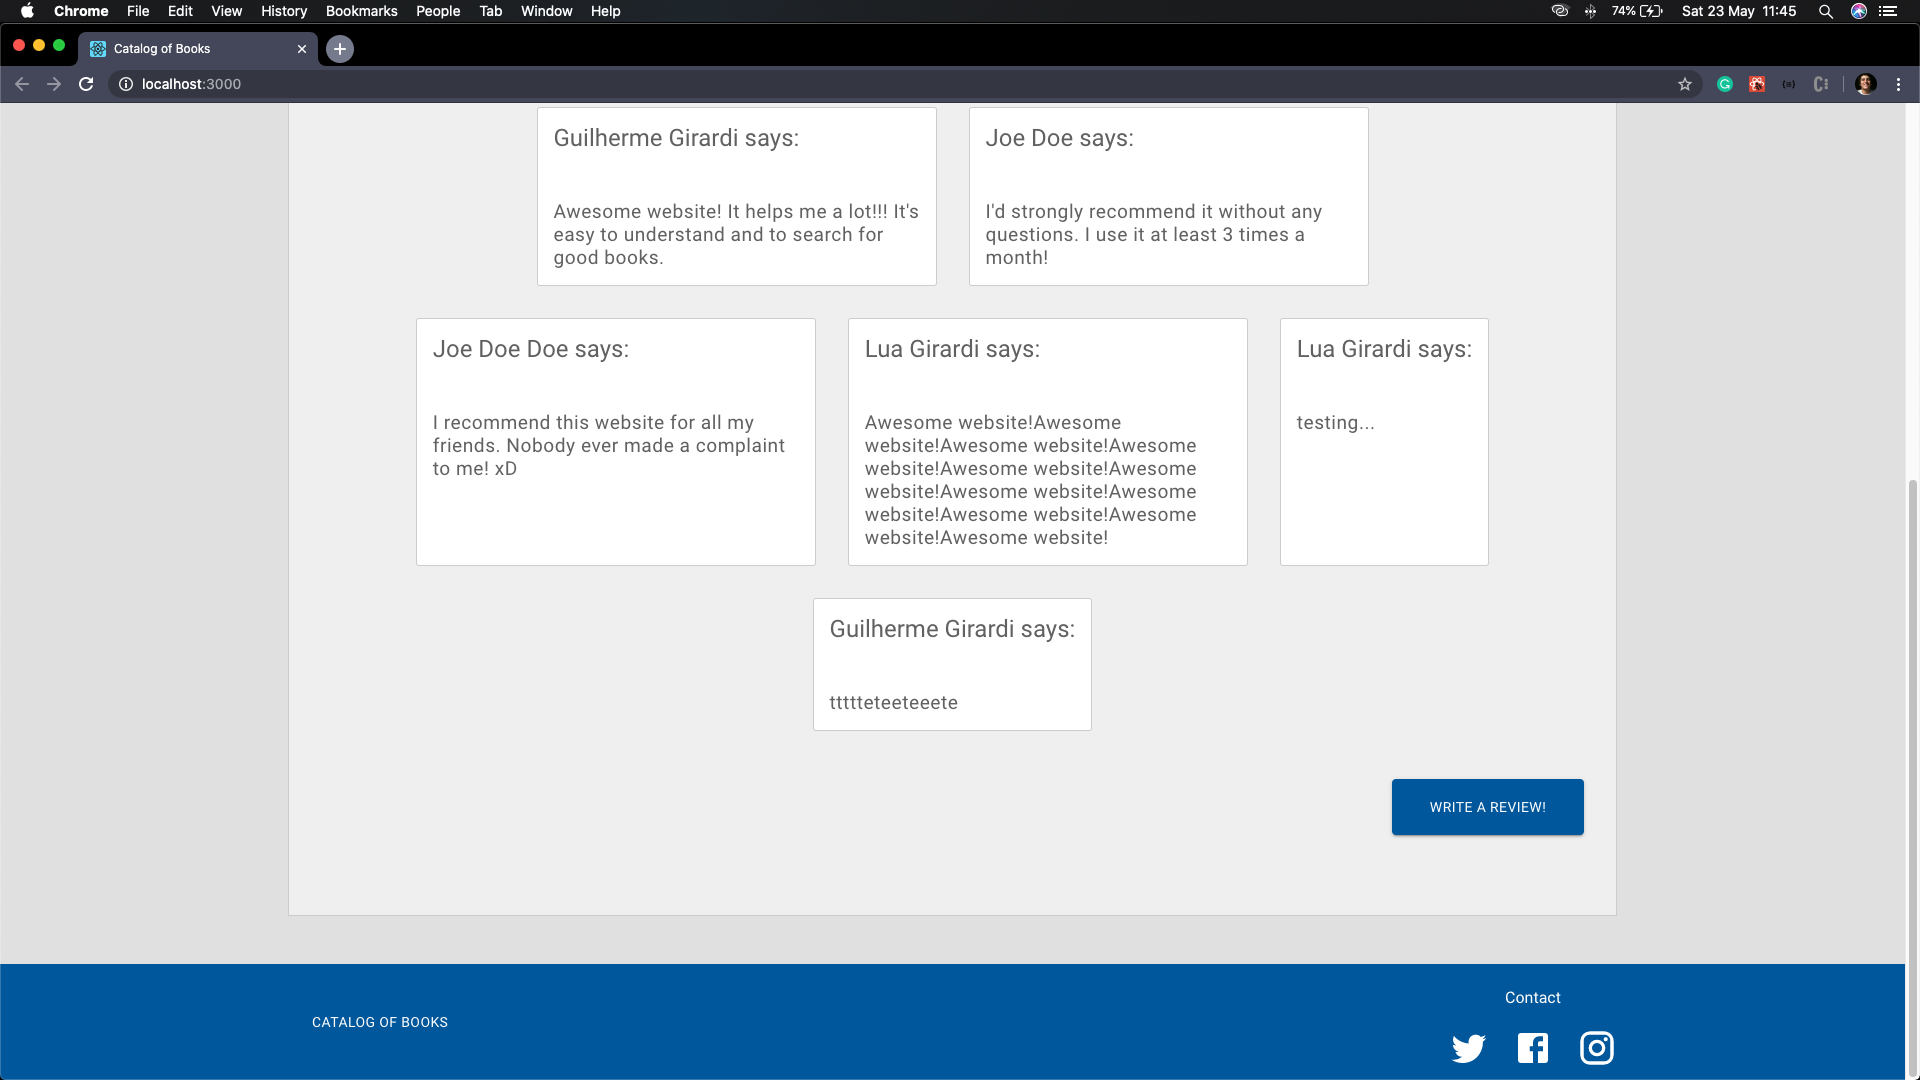 Chrome File Edit View History Bookmarks People Tab Window Help 74% Sat 23 May 11:45
Catalog of Books
localhost:3000
Guilherme Girardi says:
Awesome website! It helps me a lot!!! It's
easy to understand and to search for
good books.
Joe Doe says:
I'd strongly recommend it without any
questions. I use it at least 3 times a
month!
Joe Doe Doe says:
I recommend this website for all my
friends. Nobody ever made a complaint
to me! xD
Lua Girardi says:
Awesome website!Awesome
website!Awesome website!Awesome
website!Awesome website!Awesome
website!Awesome website!Awesome
website!Awesome website!Awesome
website!Awesome website!
Lua Girardi says:
testing...
Guilherme Girardi says:
ttttteteeteeete
WRITE A REVIEW!
CATALOG OF BOOKS
Contact